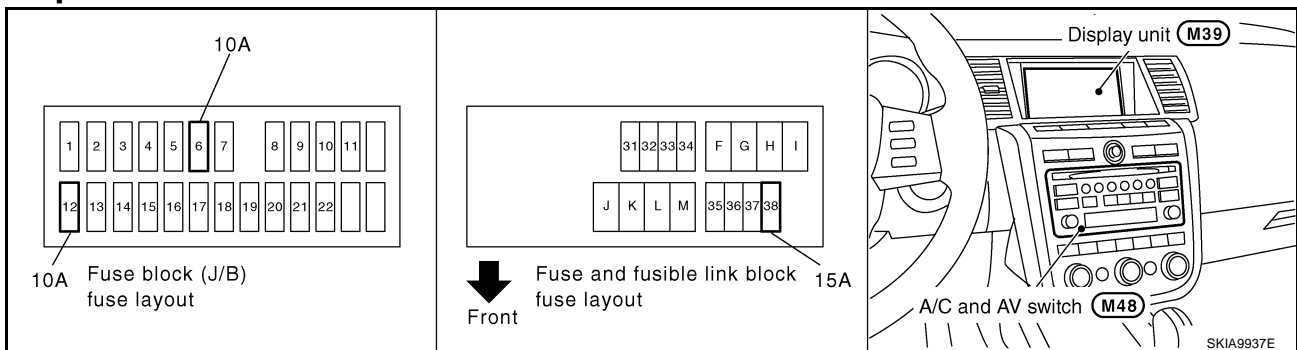 10A
1 2 3 4 5 6 7 8 9 10 11
12 13 14 15 16 17 18 19 20 21 22
10A
Fuse block (J/B)
fuse layout
31 32 33 34 F G H I
J K L M 35 36 37 38
Front
Fuse and fusible link block
fuse layout
15A
Display unit M39
A/C and AV switch M48
SKIA9937E